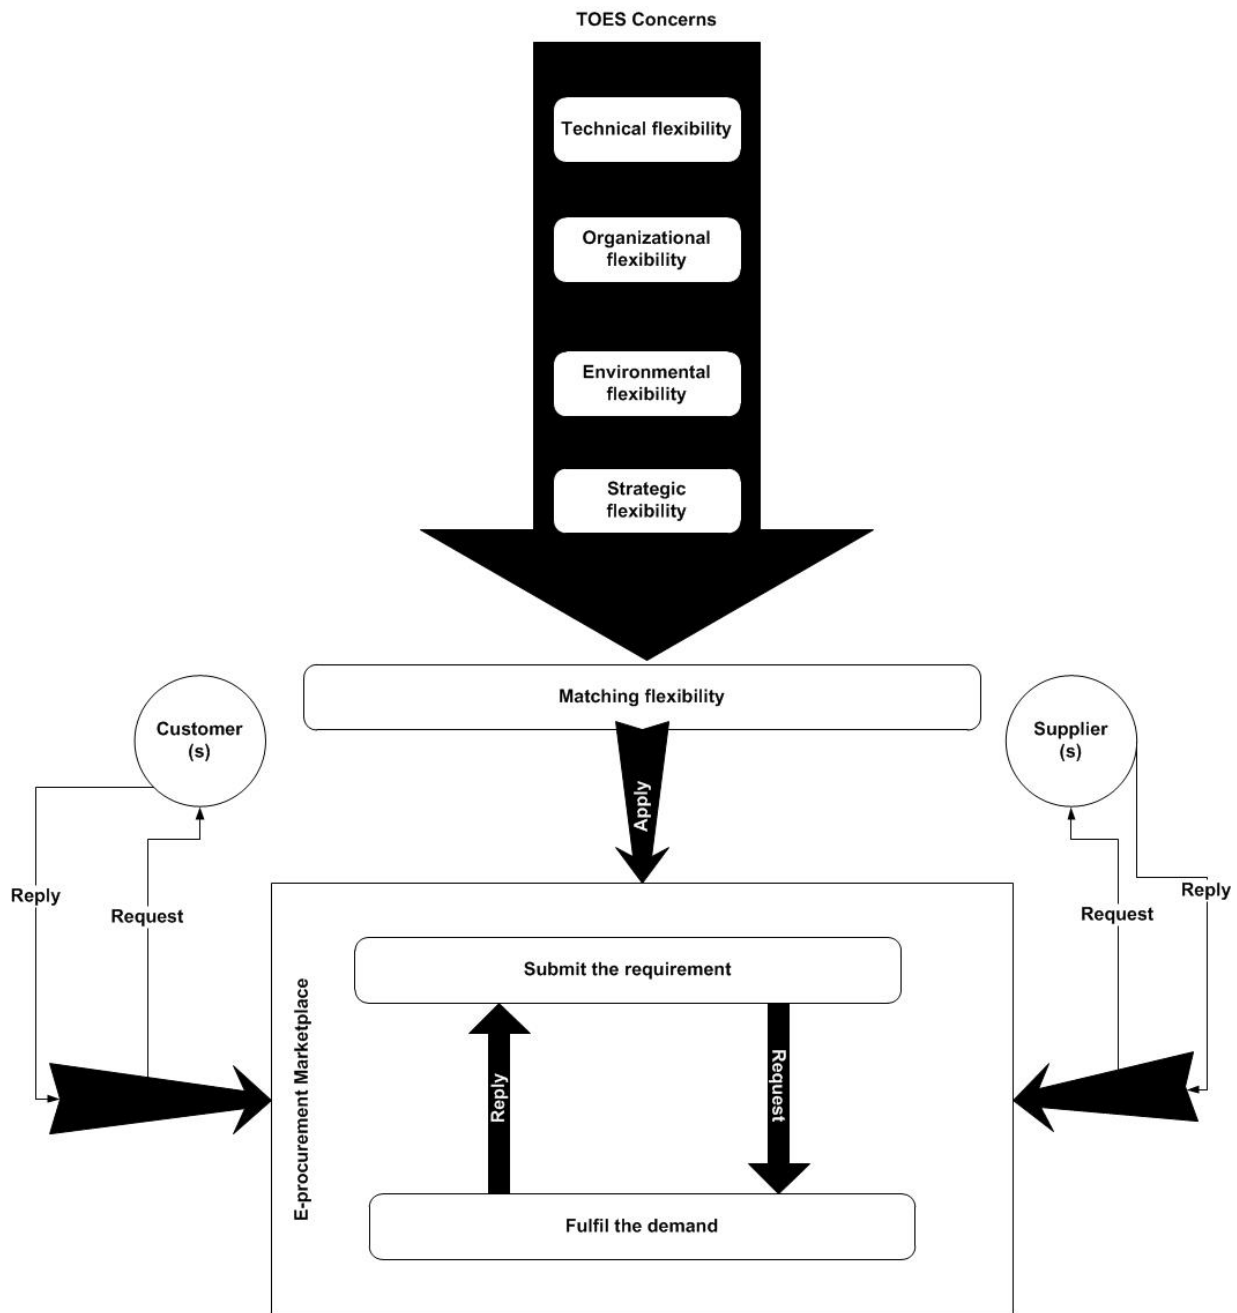 TOES Concerns
Technical flexibility
Organizational
flexibility
Environmental
flexibility
Strategic
flexibility
Matching flexibility
Customer
(s)
Supplier
(s)
Apply
Reply
Request
Request
Reply
E-procurement Marketplace
Submit the requirement
Reply
Request
Fulfil the demand